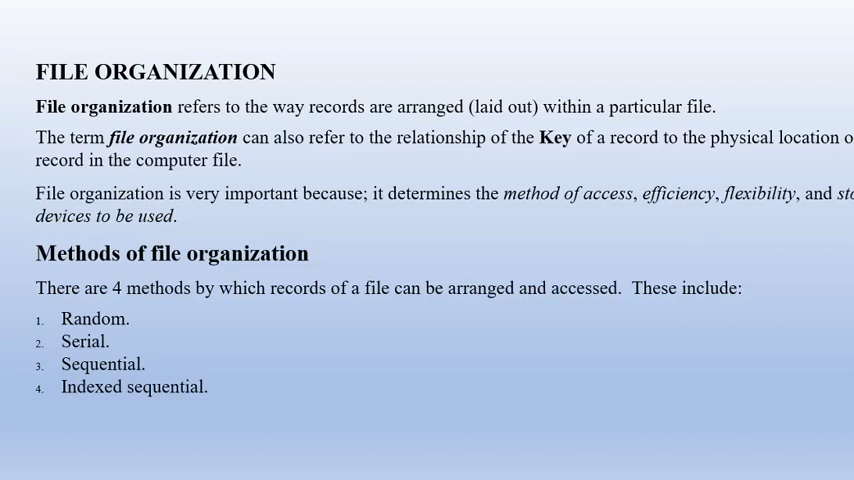 FILE ORGANIZATION
File organization refers to the way records are arranged (laid out) within a particular file.
The term file organization can also refer to the relationship of the Key of a record to the physical location
record in the computer file.
File organization is very important because; it determines the method of access, efficiency, flexibility, and
devices to be used.
Methods of file organization
There are 4 methods by which records of a file can be arranged and accessed. These include:
1. Random.
2. Serial.
3. Sequential.
4. Indexed sequential.